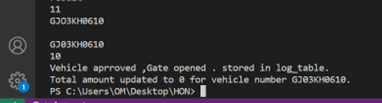 11
GJO3KH0610
GJ03KH0610
10
Vehicle aprroved ,Gate opened . stored in log_table.
Total amount updated to 0 for vehicle number GJ03KH0610.
PS C:\Users\OM\Desktop\HON>